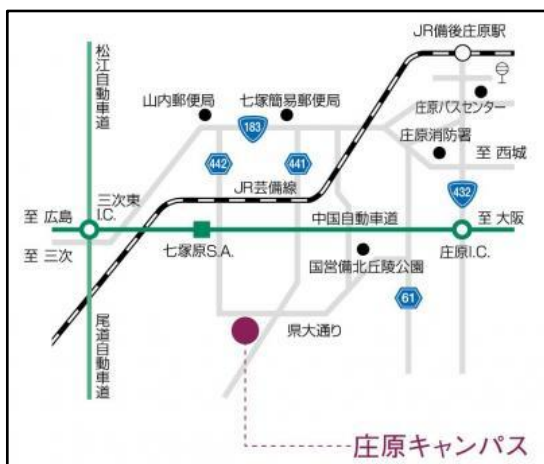 JR備後庄原駅
松江自動車道
山内郵便局
七塚簡易郵便局
庄原バスセンター
183
庄原消防署
至 西城
442
441
JR芸備線
432
三次東
I.C.
至 広島
中国自動車道
至 大阪
至 三次
七塚原S.A.
国営備北丘陵公園
庄原I.C.
61
尾道自動車道
県大通り
庄原キャンパス